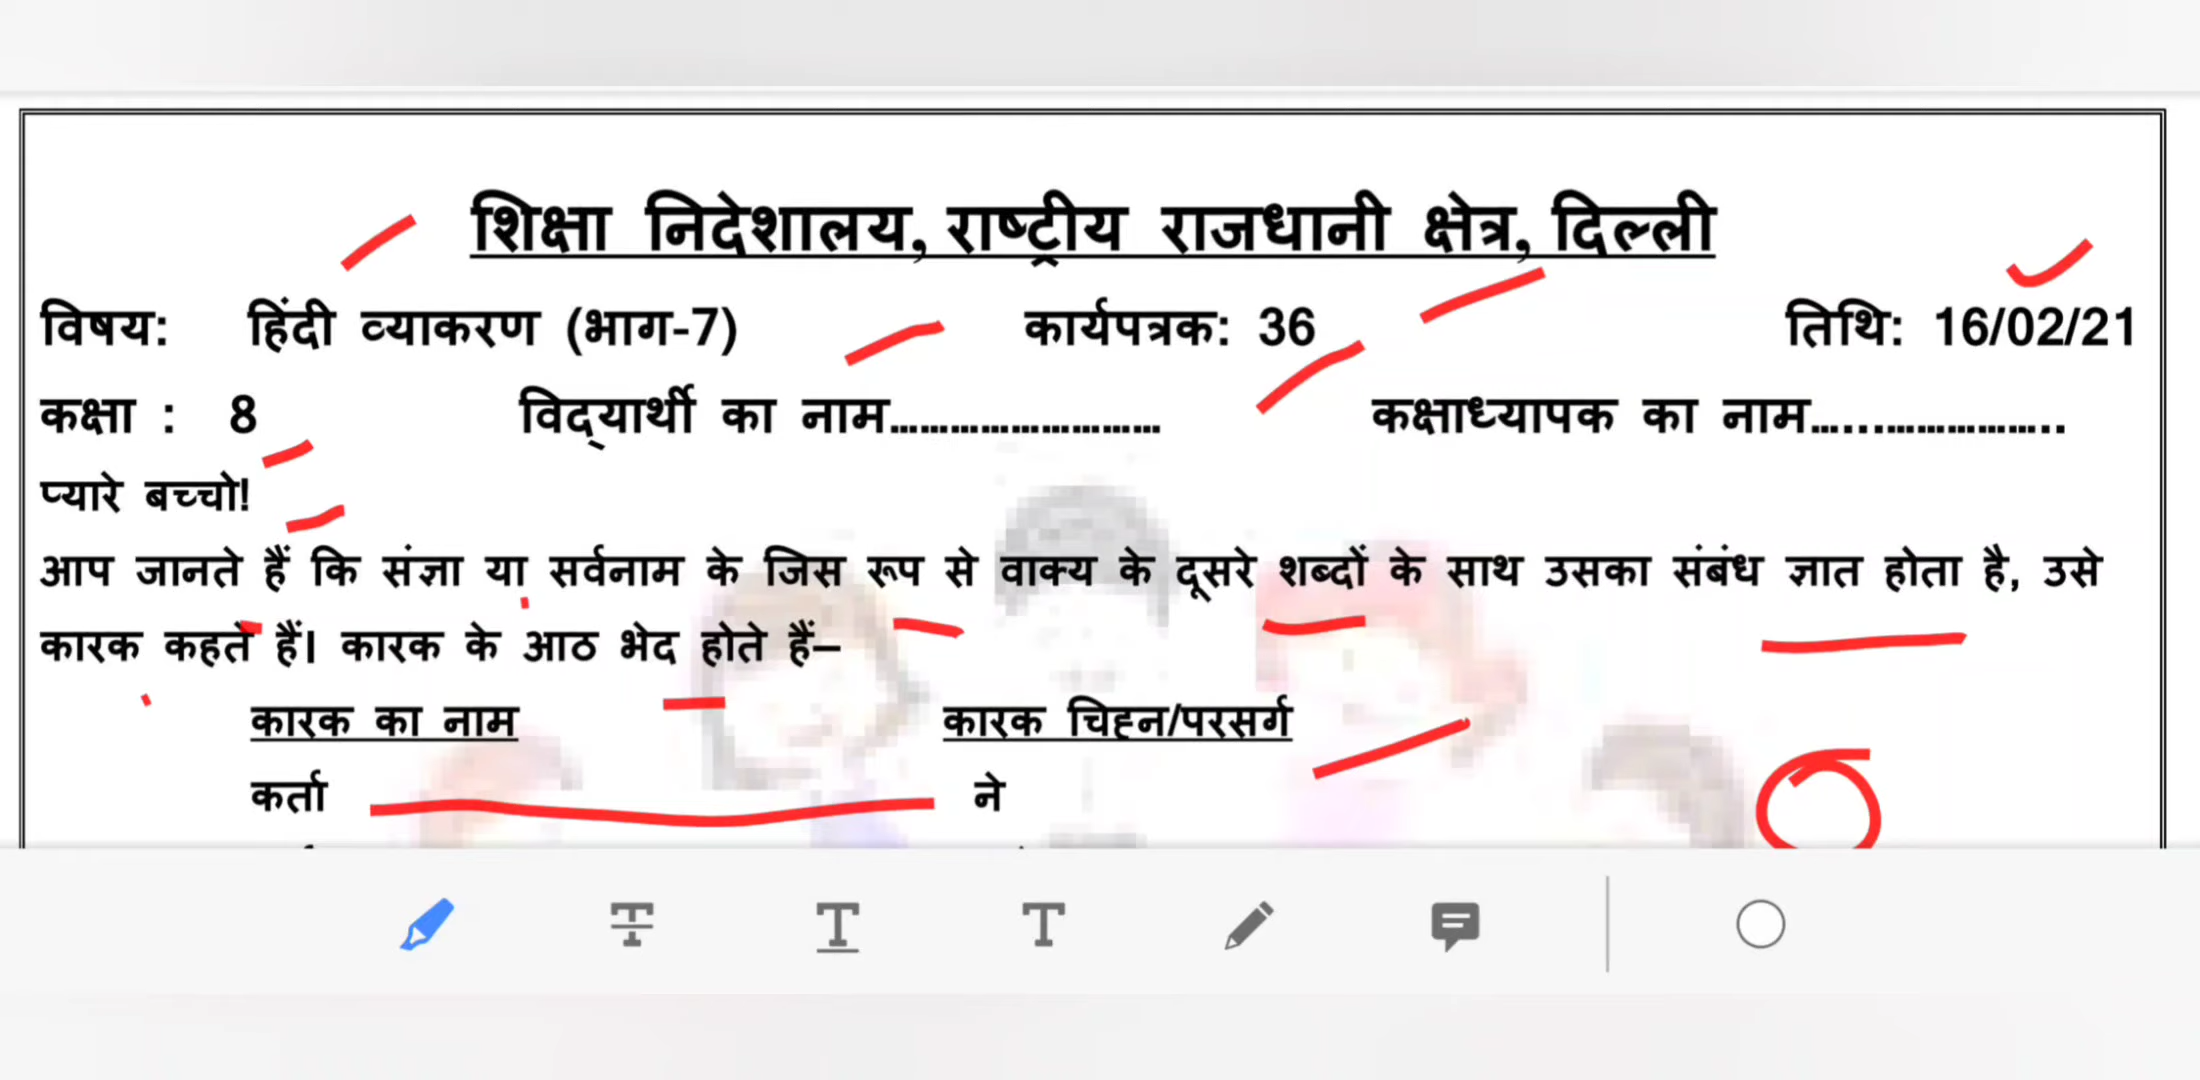 शिक्षा निदेशालय, राष्ट्रीय राजधानी क्षेत्र, दिल्ली
विषय: हिंदी व्याकरण (भाग-7) कार्यपत्रक: 36 तिथि: 16/02/21
कक्षा : 8 विद्‌यार्थी का नाम........................... कक्षाध्यापक का नाम..........................
प्यारे बच्चो!
आप जानते हैं कि संज्ञा या सर्वनाम के जिस रूप से वाक्य के दूसरे शब्दों के साथ उसका संबंध ज्ञात होता है, उसे
कारक कहते हैं। कारक के आठ भेद होते हैं–
कारक का नाम कारक चिह्न/परसर्ग
कर्ता ने